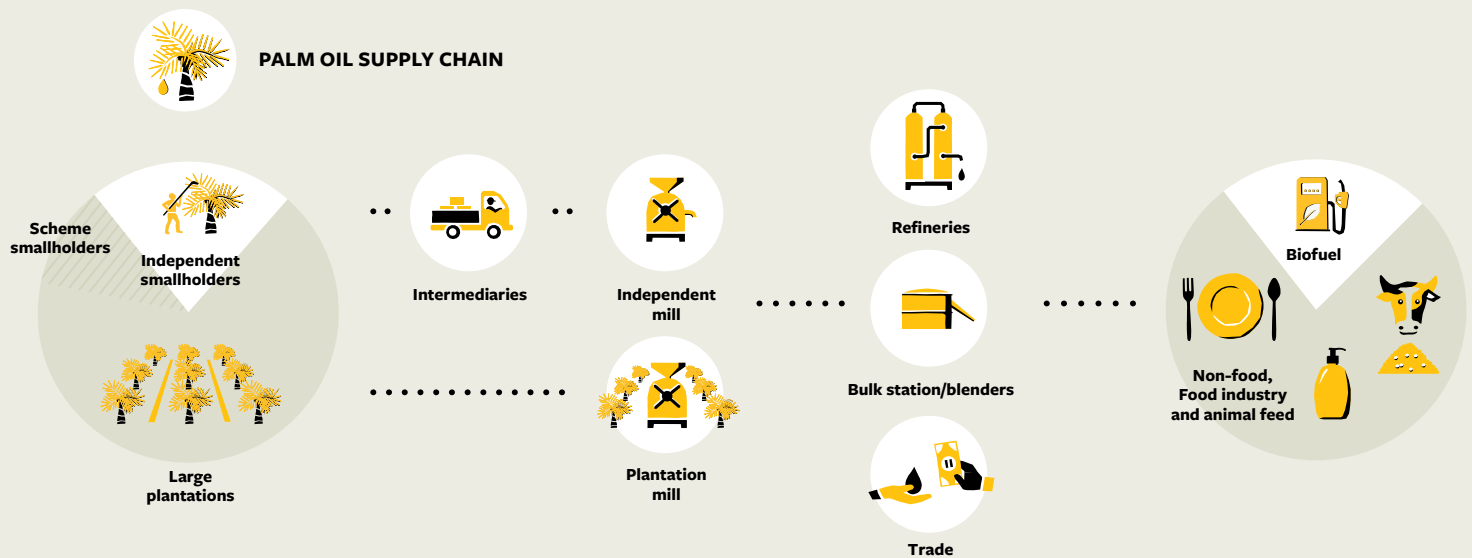 PALM OIL SUPPLY CHAIN
Scheme
smallholders
Independent
smallholders
Large
plantations
Intermediaries
Independent
mill
Plantation
mill
Refineries
Bulk station/blenders
Trade
Biofuel
Non-food,
Food industry
and animal feed